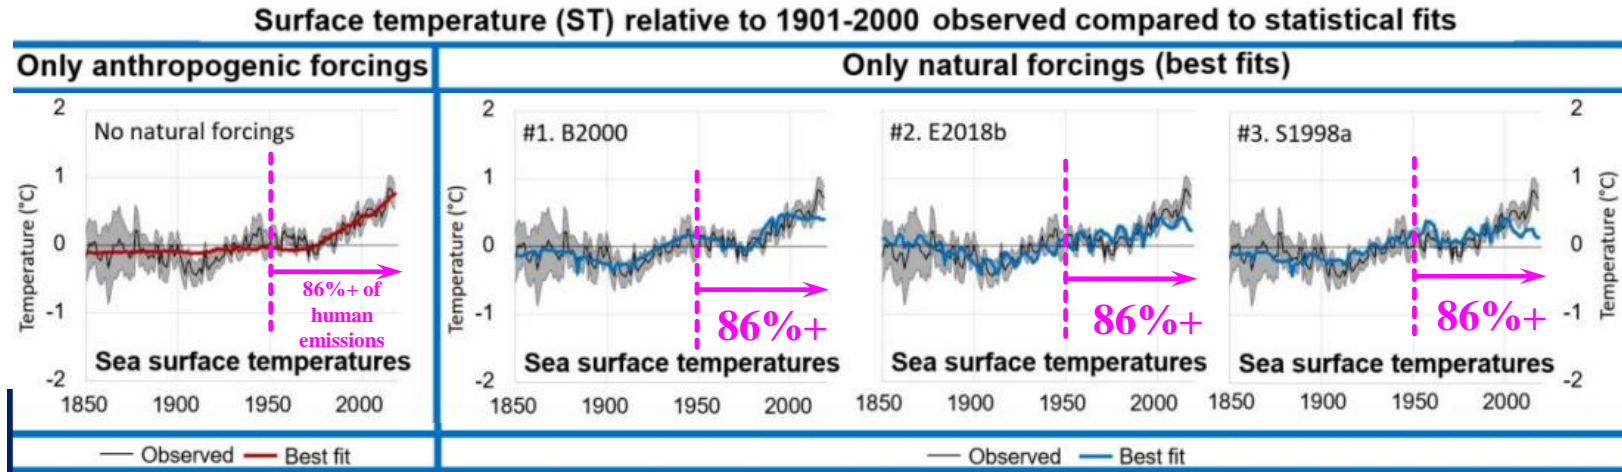 Surface temperature (ST) relative to 1901-2000 observed compared to statistical fits
Only anthropogenic forcings
Only natural forcings (best fits)
Temperature (°C)
2
1
0
-1
-2
No natural forcings
86%+ of
human
emissions
Sea surface temperatures
1850 1900 1950 2000
Observed Best fit
Temperature (°C)
2
1
0
-1
-2
#1. B2000
86%+
#2. E2018b
86%+
#3. S1998a
86%+
Sea surface temperatures
Sea surface temperatures
Sea surface temperatures
1850 1900 1950 2000
1850 1900 1950 2000
1850 1900 1950 2000
2
1
0
-1
-2
Temperature (°C)
Observed Best fit